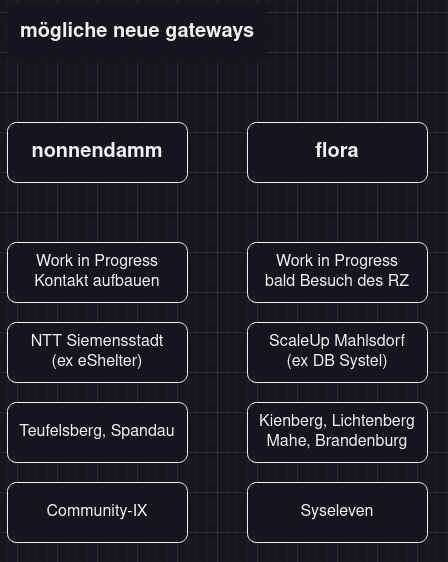 mögliche neue gateways
nonnendamm
flora
Work in Progress
Kontakt aufbauen
Work in Progress
bald Besuch des RZ
NTT Siemensstadt
(ex eShelter)
ScaleUp Mahlsdorf
(ex DB Systel)
Teufelsberg, Spandau
Kienberg, Lichtenberg
Mahe, Brandenburg
Community-IX
Syseleven